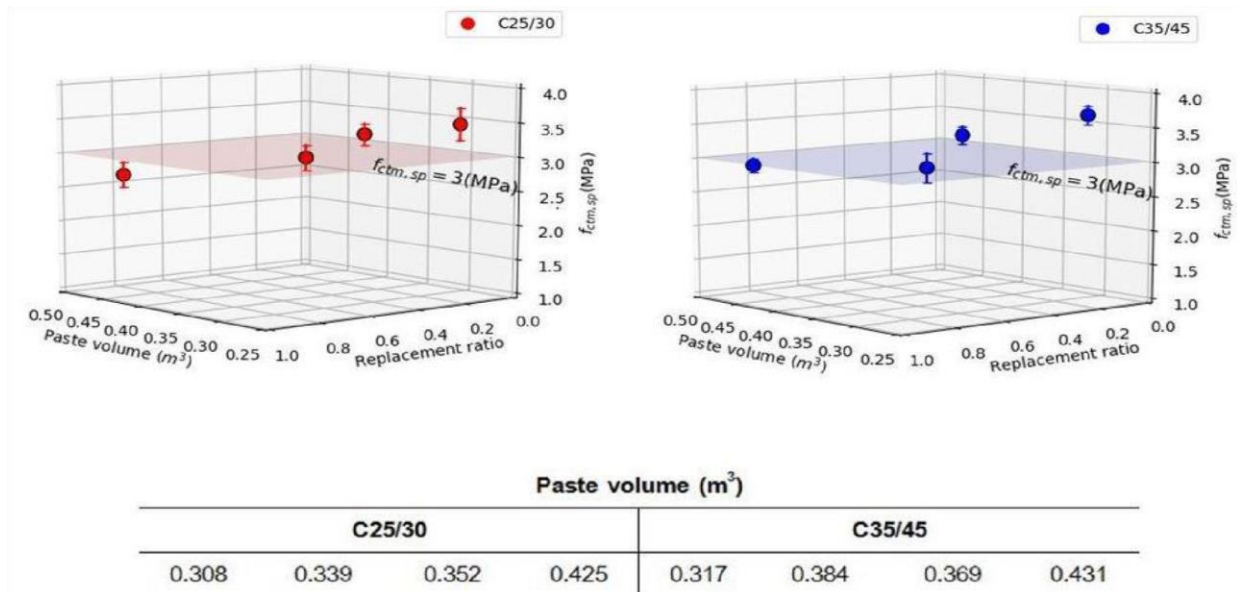 C25/30
C35/45
4.0
3.5
3.0
2.5
2.0
1.5
1.0
f_ctm,sp(MPa)
f_ctm,sp = 3(MPa)
0.50 0.45 0.40 0.35 0.30 0.25
Paste volume (m³)
1.0 0.8 0.6 0.4 0.2 0.0
Replacement ratio
4.0
3.5
3.0
2.5
2.0
1.5
1.0
f_ctm,sp(MPa)
f_ctm,sp = 3(MPa)
0.50 0.45 0.40 0.35 0.30 0.25
Paste volume (m³)
1.0 0.8 0.6 0.4 0.2 0.0
Replacement ratio
Paste volume (m³)
C25/30 C35/45
0.308 0.339 0.352 0.425 0.317 0.384 0.369 0.431